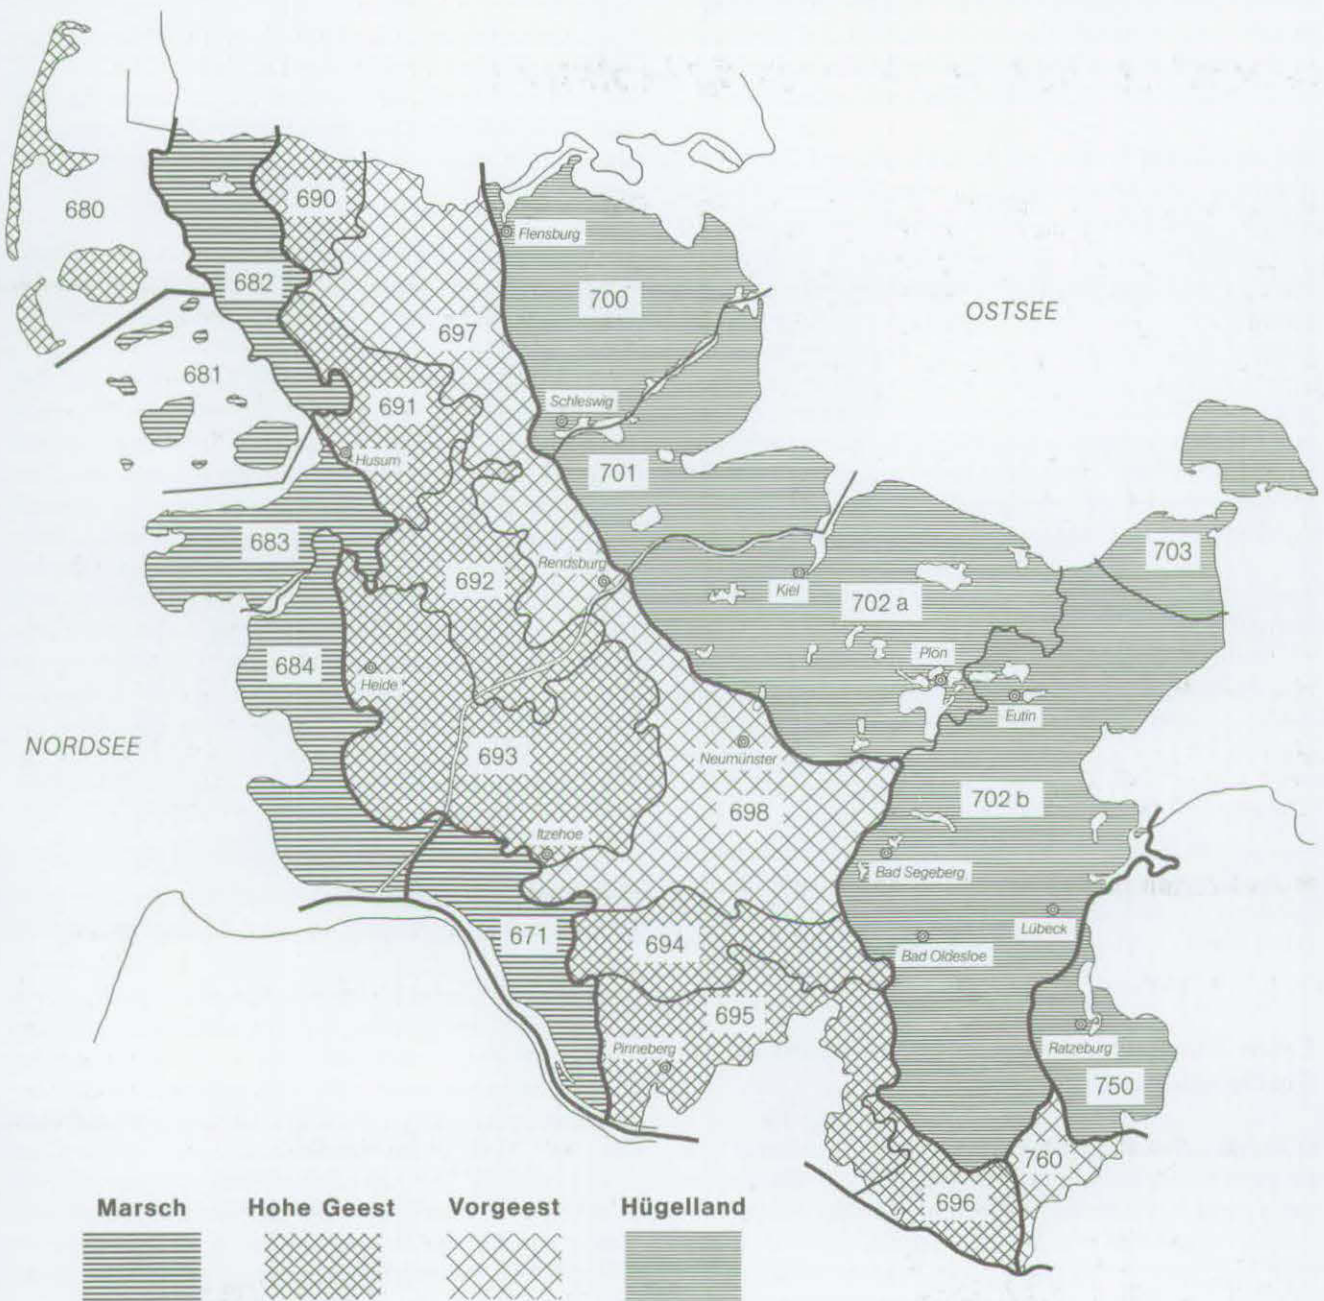 680
690
Flensburg
682
700
OSTSEE
697
681
Schleswig
691
Husum
701
683
703
692
Rendsburg
Kiel
702 a
Plön
684
Heide
Eutin
NORDSEE
693
Neumünster
702 b
698
Itzehoe
Bad Segeberg
671
694
Lübeck
Bad Oldesloe
695
Pinneberg
Ratzeburg
750
760
696
Marsch Hohe Geest Vorgeest Hügelland